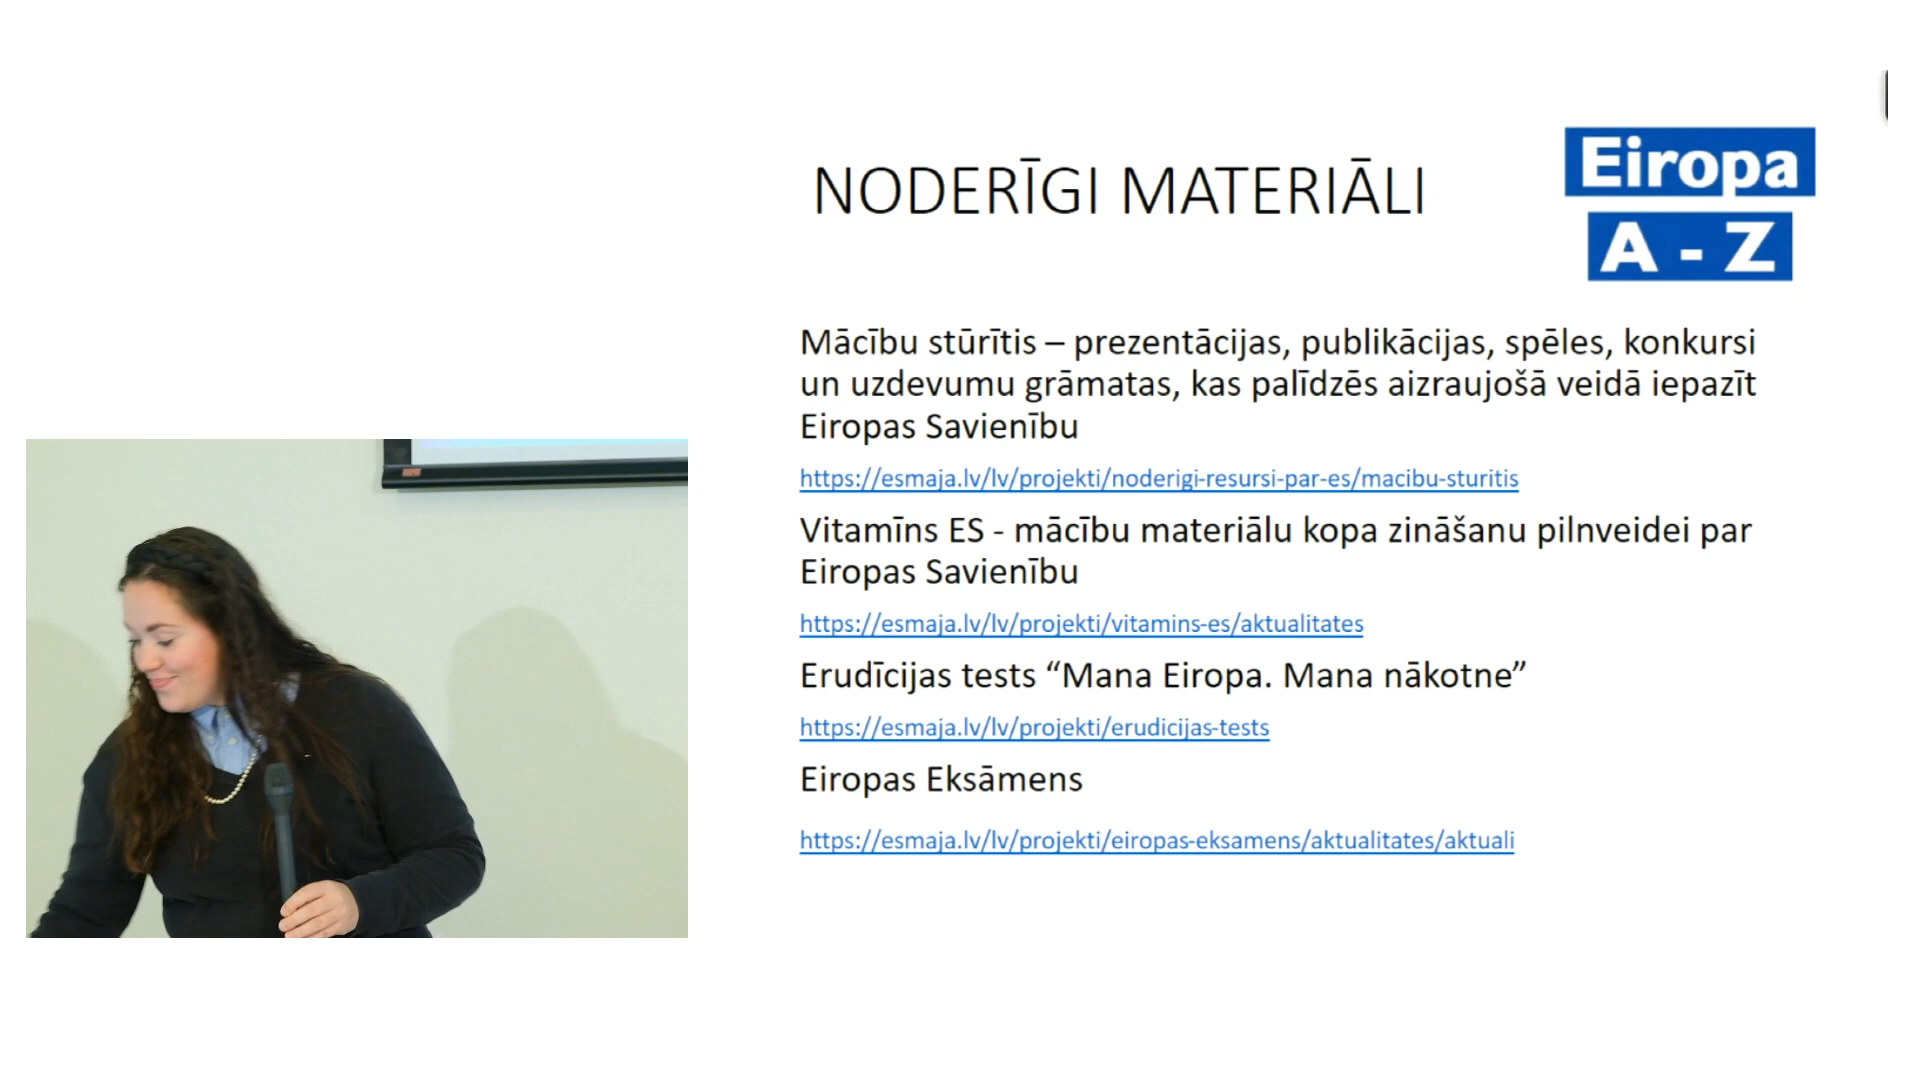 NODERĪGI MATERIĀLI
Eiropa
A - Z
Mācību stūrītis – prezentācijas, publikācijas, spēles, konkursi
un uzdevumu grāmatas, kas palīdzēs aizraujošā veidā iepazīt
Eiropas Savienību
https://esmaja.lv/lv/projekti/noderigi-resursi-par-es/macibu-sturitis
Vitamīns ES - mācību materiālu kopa zināšanu pilnveidei par
Eiropas Savienību
https://esmaja.lv/lv/projekti/vitamins-es/aktualitates
Erudīcijas tests “Mana Eiropa. Mana nākotne”
https://esmaja.lv/lv/projekti/erudicijas-tests
Eiropas Eksāmens
https://esmaja.lv/lv/projekti/eiropas-eksamens/aktualitates/aktuali